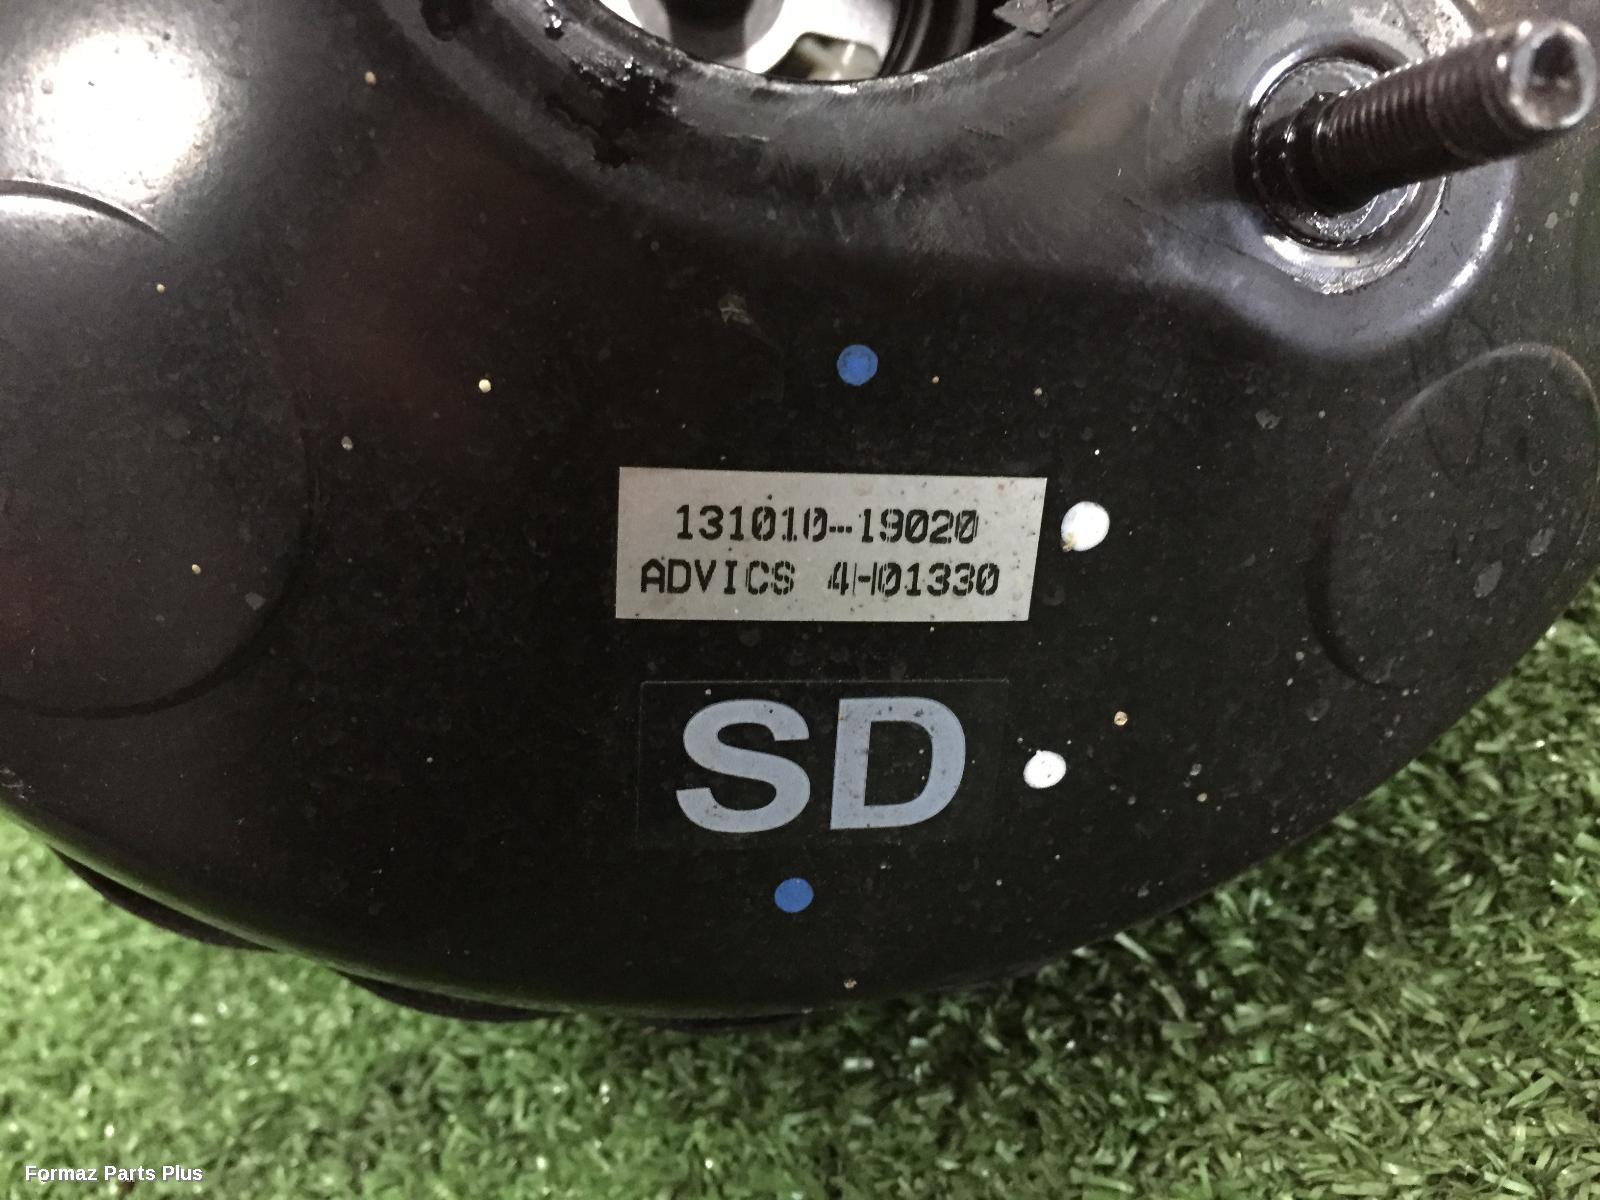 131010-19020
ADVICS 4H01330
SD
Formaz Parts Plus